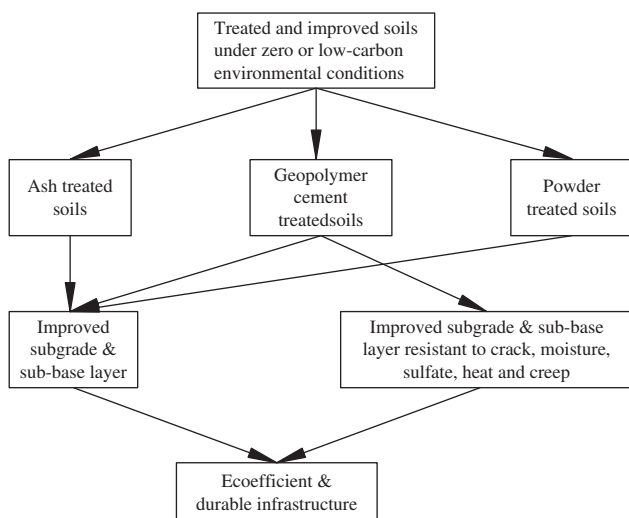 Treated and improved soils
under zero or low-carbon
environmental conditions
Ash treated
soils
Geopolymer
cement
treatedsoils
Powder
treated soils
Improved
subgrade &
sub-base layer
Improved subgrade & sub-base
layer resistant to crack, moisture,
sulfate, heat and creep
Ecoefficient &
durable infrastructure